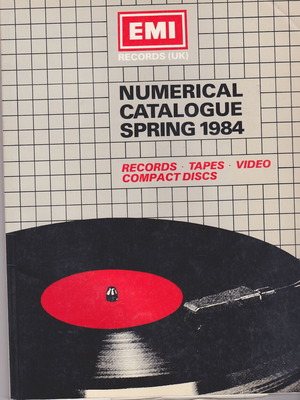 EMI
RECORDS (UK)
NUMERICAL
CATALOGUE
SPRING 1984
RECORDS · TAPES · VIDEO
COMPACT DISCS